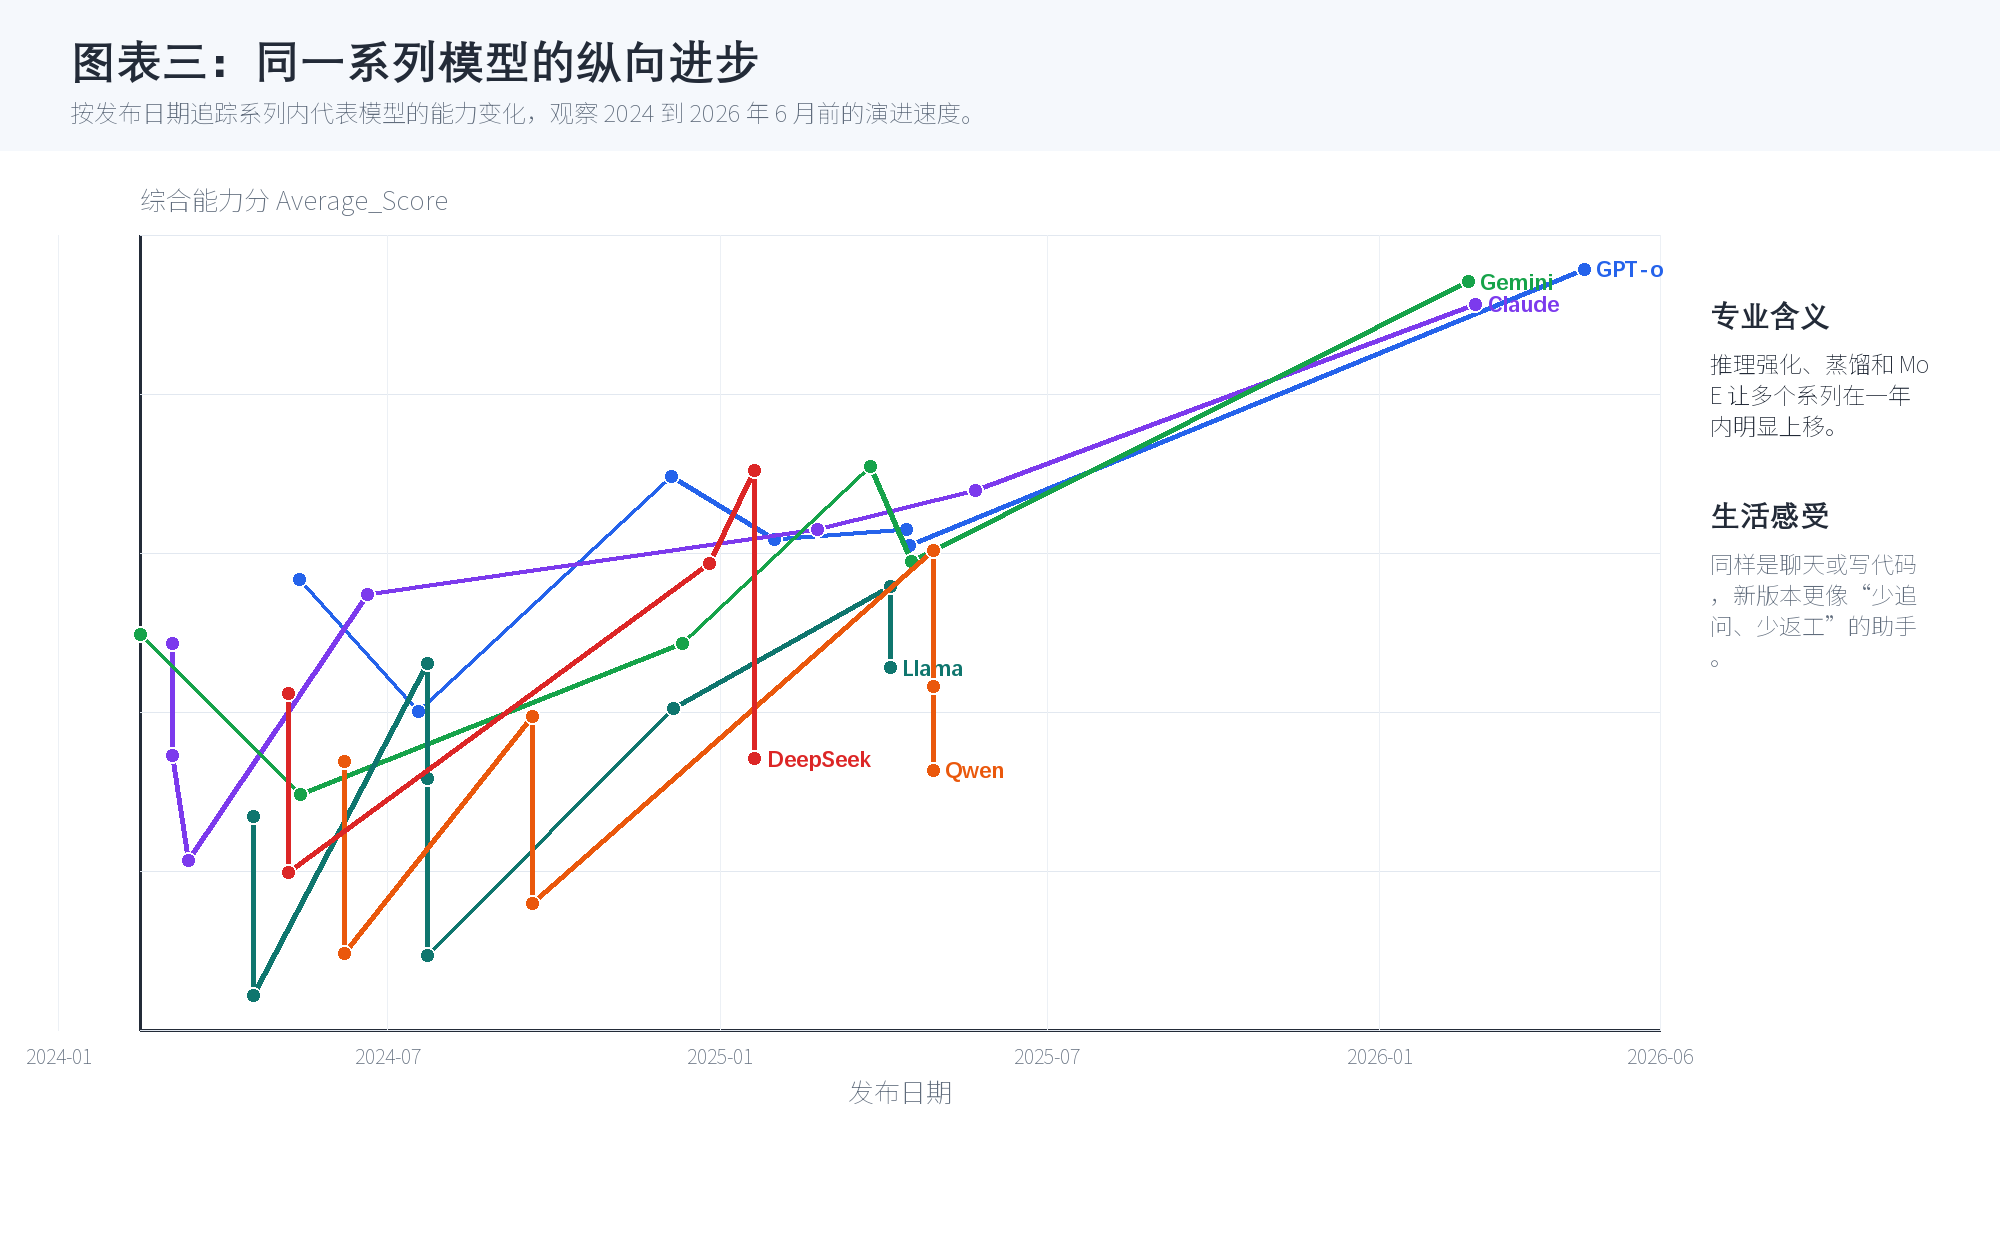 图表三：同一系列模型的纵向进步
按发布日期追踪系列内代表模型的能力变化，观察 2024 到 2026 年 6 月前的演进速度。
综合能力分 Average_Score
GPT-o
Gemini
Claude
Llama
DeepSeek
Qwen
2024-01
2024-07
2025-01
2025-07
2026-01
2026-06
发布日期
专业含义
推理强化、蒸馏和 Mo
E 让多个系列在一年
内明显上移。
生活感受
同样是聊天或写代码
，新版本更像“少追
问、少返工”的助手
。